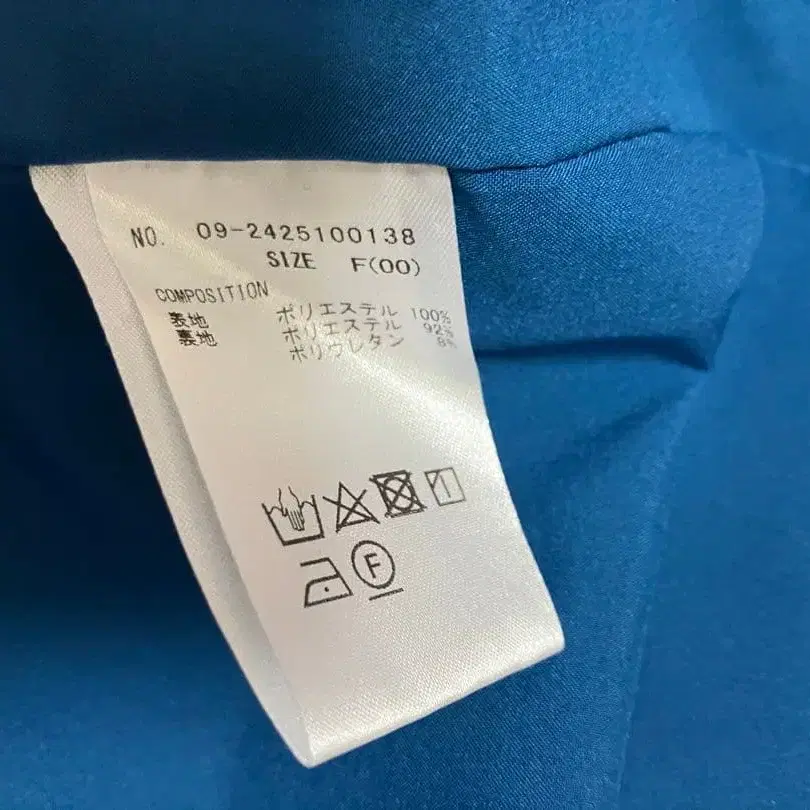 NO. 09-2425100138
SIZE F(00)
COMPOSITION
表地 ポリエステル 100%
裏地 ポリエステル 92%
ポリウレタン 8%
F